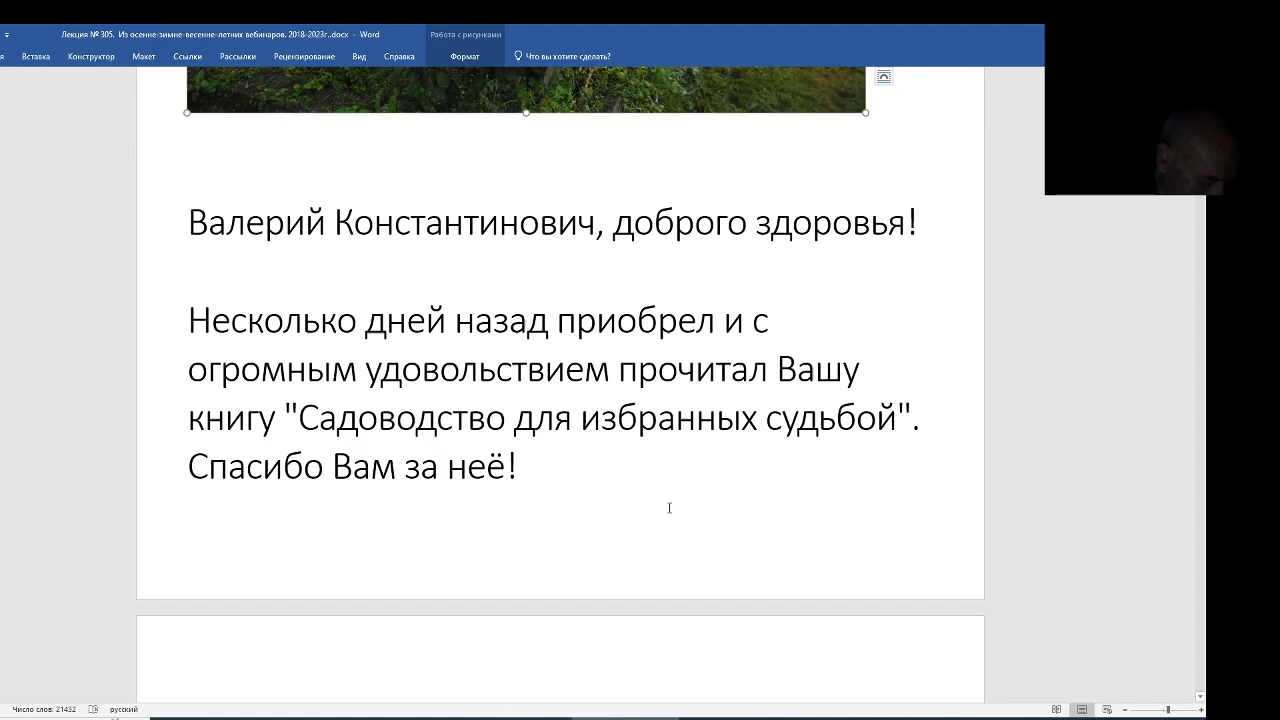 Лекция № 305. Из осенне-зимне-весенне-летних вебинаров. 2018-2023г..docx - Word
Работа с рисунками
Вставка Конструктор Макет Ссылки Рассылки Рецензирование Вид Справка Формат Что вы хотите сделать?
Валерий Константинович, доброго здоровья!
Несколько дней назад приобрел и с
огромным удовольствием прочитал Вашу
книгу "Садоводство для избранных судьбой".
Спасибо Вам за неё!
Число слов: 21432 русский